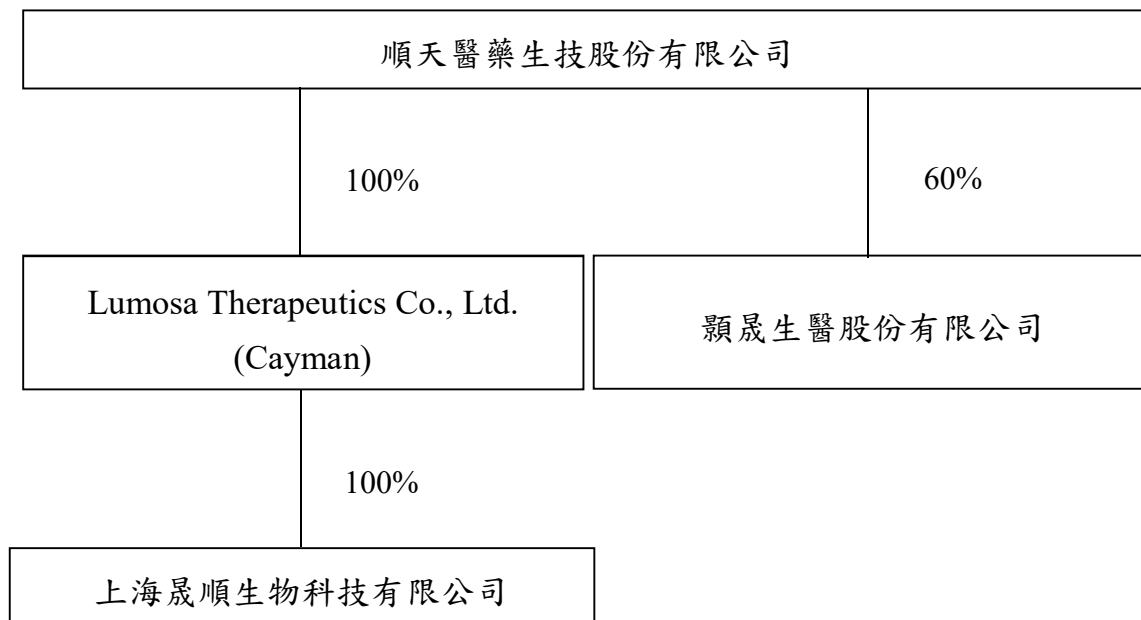 順天醫藥生技股份有限公司
100%
60%
Lumosa Therapeutics Co., Ltd.
(Cayman)
顥晟生醫股份有限公司
100%
上海晟順生物科技有限公司